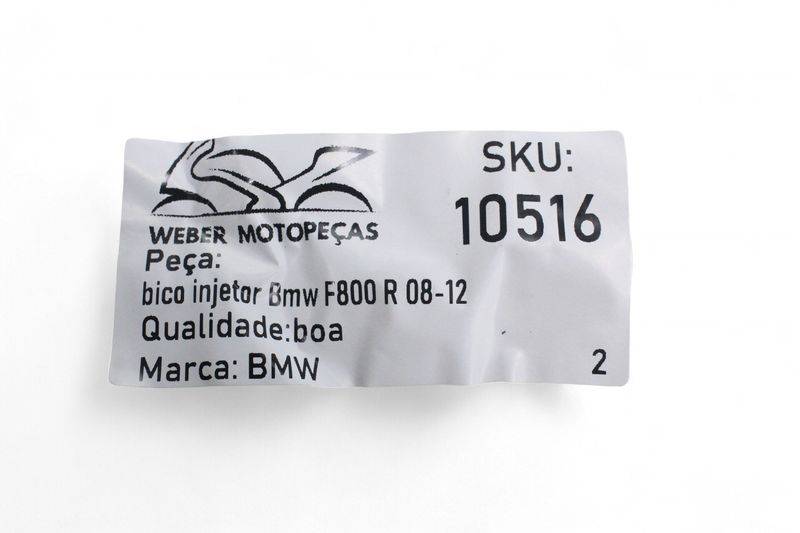 SKU:
10516
WEBER MOTOPEÇAS
Peça:
bico injetor Bmw F800 R 08-12
Qualidade:boa
Marca: BMW
2